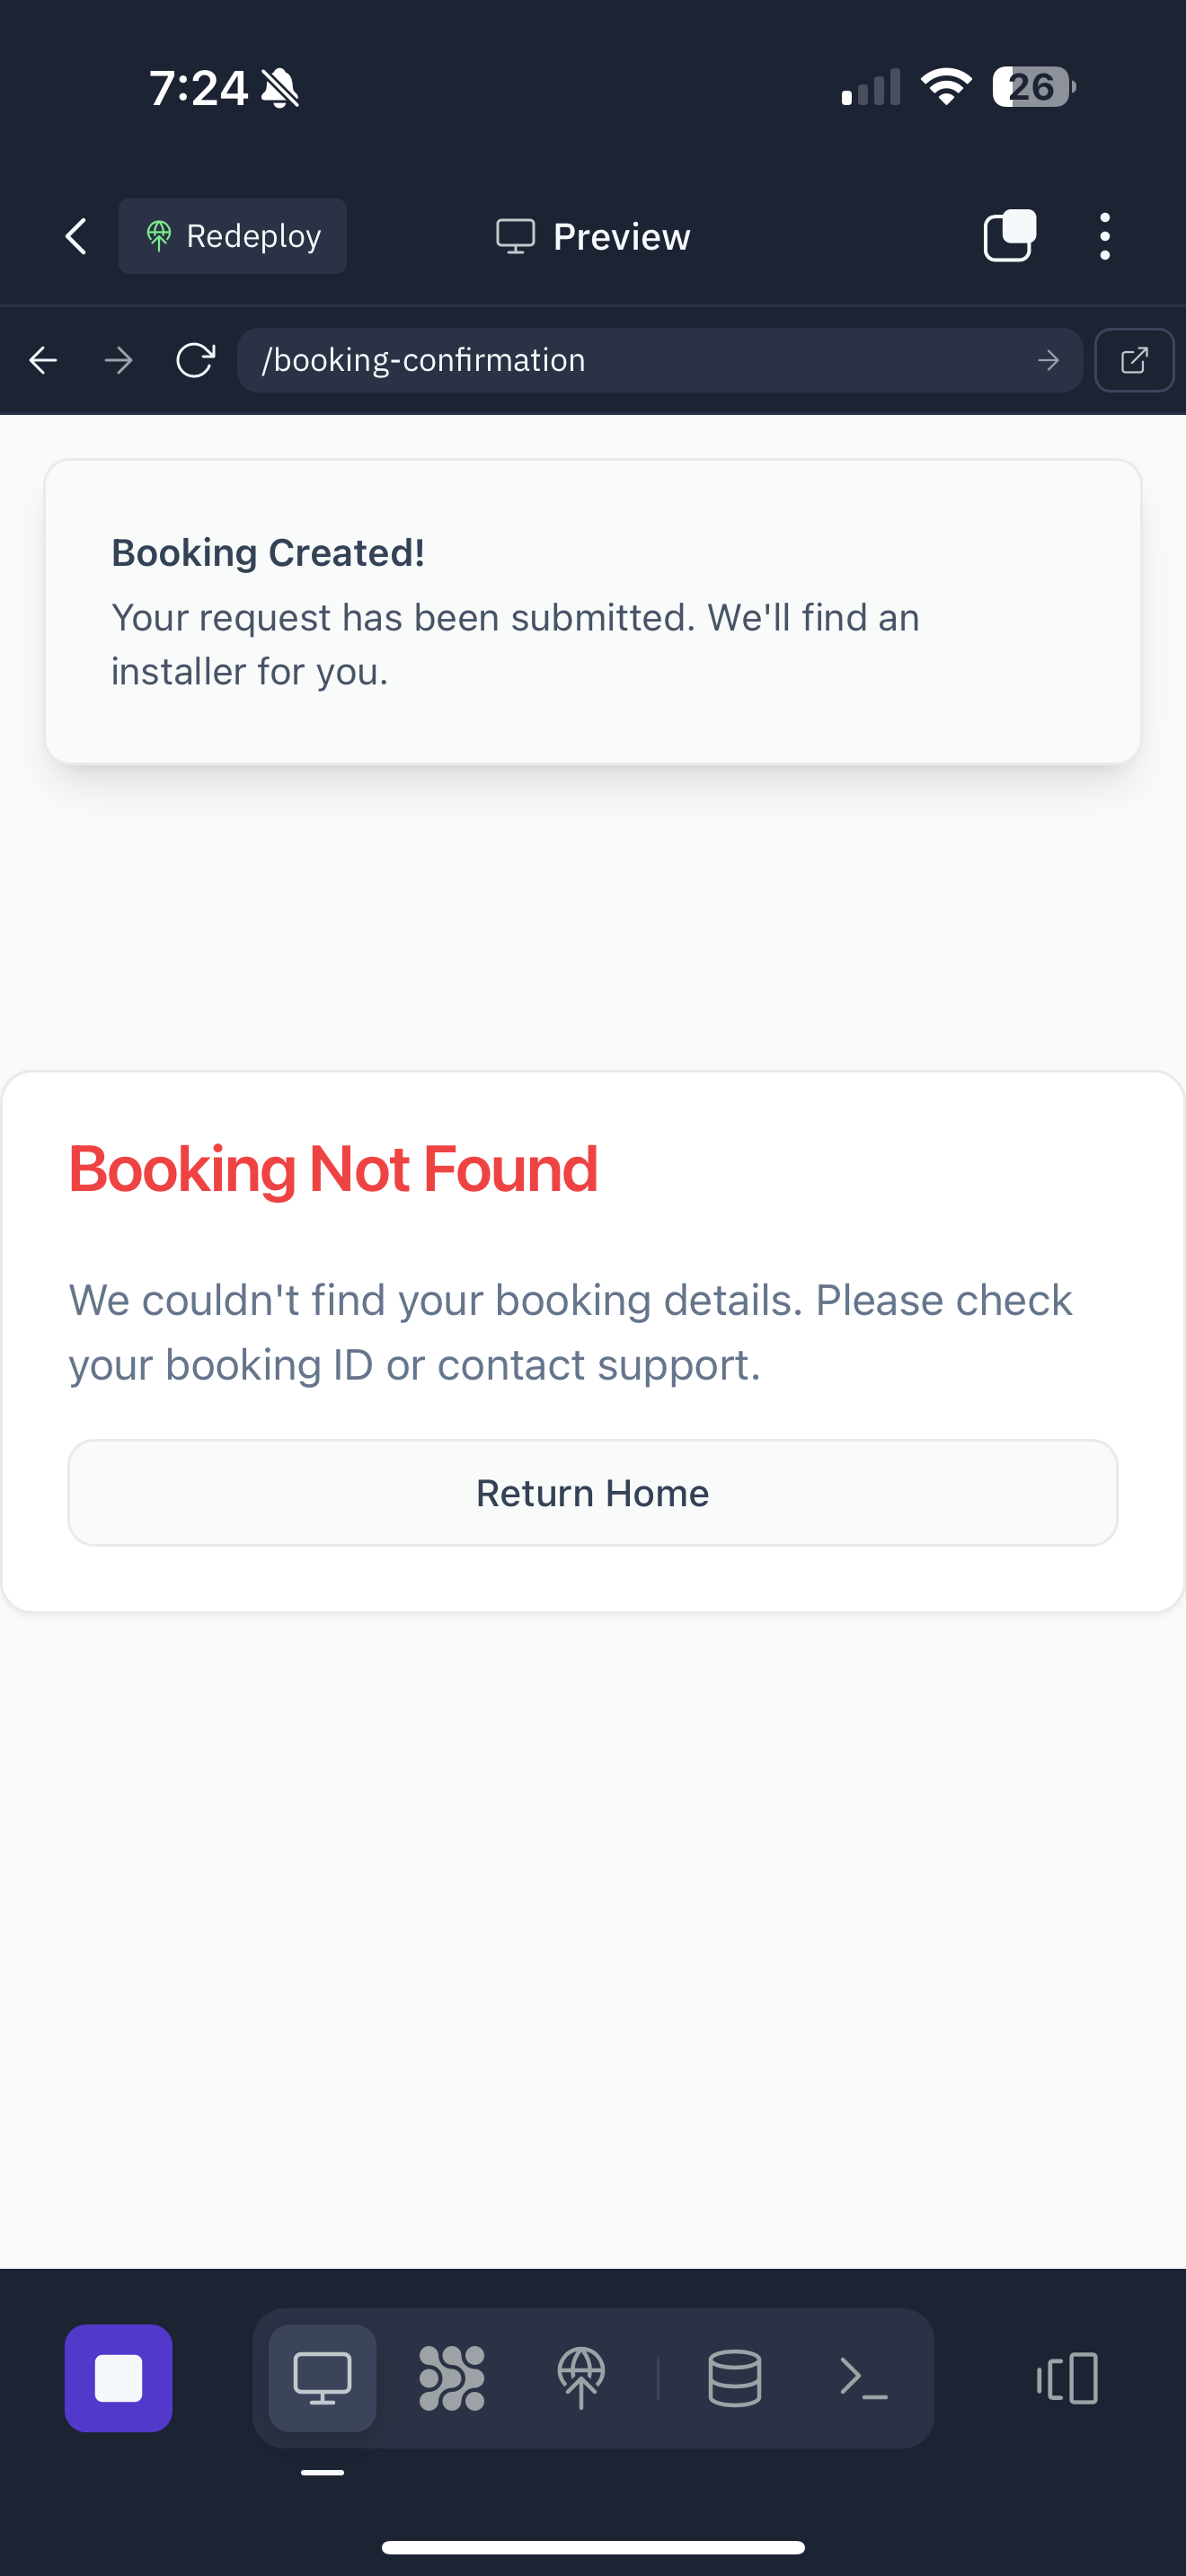 7:24
26
Redeploy
Preview
/booking-confirmation
Booking Created!
Your request has been submitted. We'll find an
installer for you.
Booking Not Found
We couldn't find your booking details. Please check
your booking ID or contact support.
Return Home